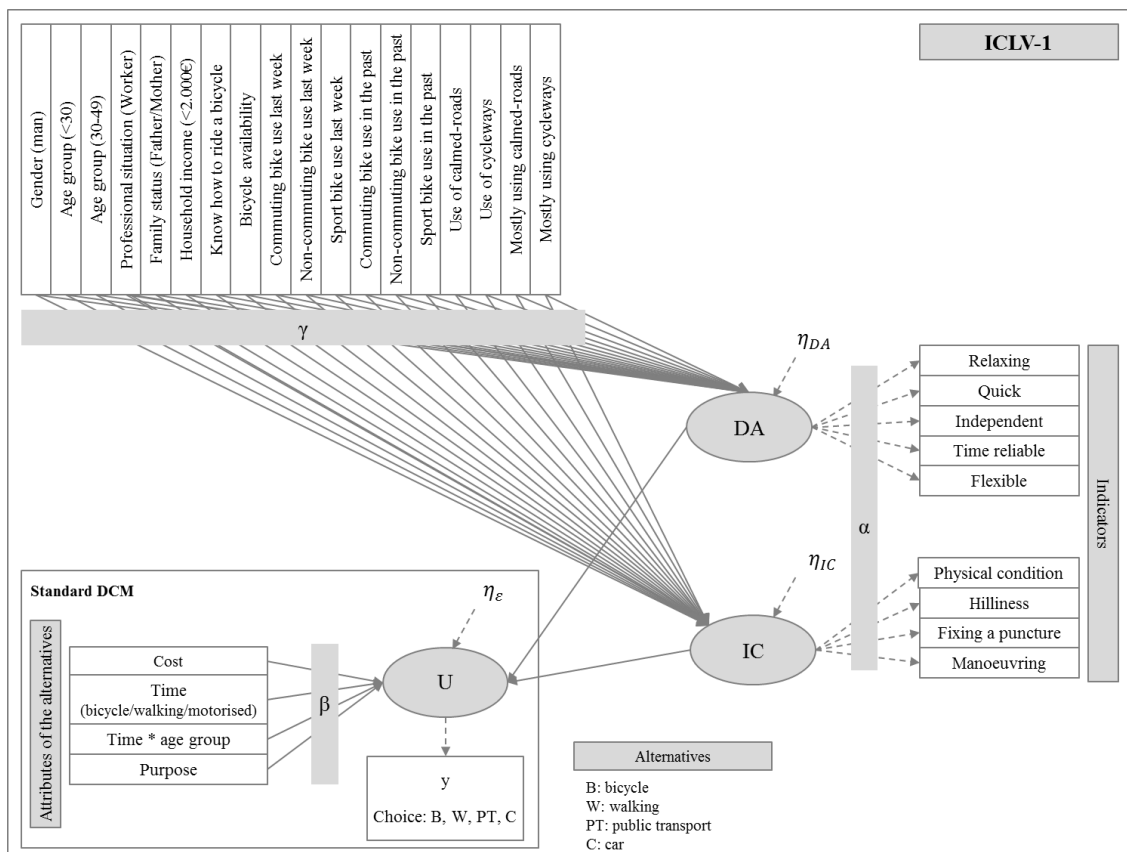 ICLV-1
Gender (man)
Age group (<30)
Age group (30-49)
Professional situation (Worker)
Family status (Father/Mother)
Household income (<2.000€)
Know how to ride a bicycle
Bicycle availability
Commuting bike use last week
Non-commuting bike use last week
Sport bike use last week
Commuting bike use in the past
Non-commuting bike use in the past
Sport bike use in the past
Use of calmed-roads
Use of cycleways
Mostly using calmed-roads
Mostly using cycleways
γ
η_DA
DA
Relaxing
Quick
Independent
Time reliable
Flexible
Indicators
α
η_IC
IC
Physical condition
Hilliness
Fixing a puncture
Manoeuvring
Standard DCM
η_ε
Attributes of the alternatives
Cost
Time
(bicycle/walking/motorised)
Time * age group
Purpose
β
U
y
Choice: B, W, PT, C
Alternatives
B: bicycle
W: walking
PT: public transport
C: car